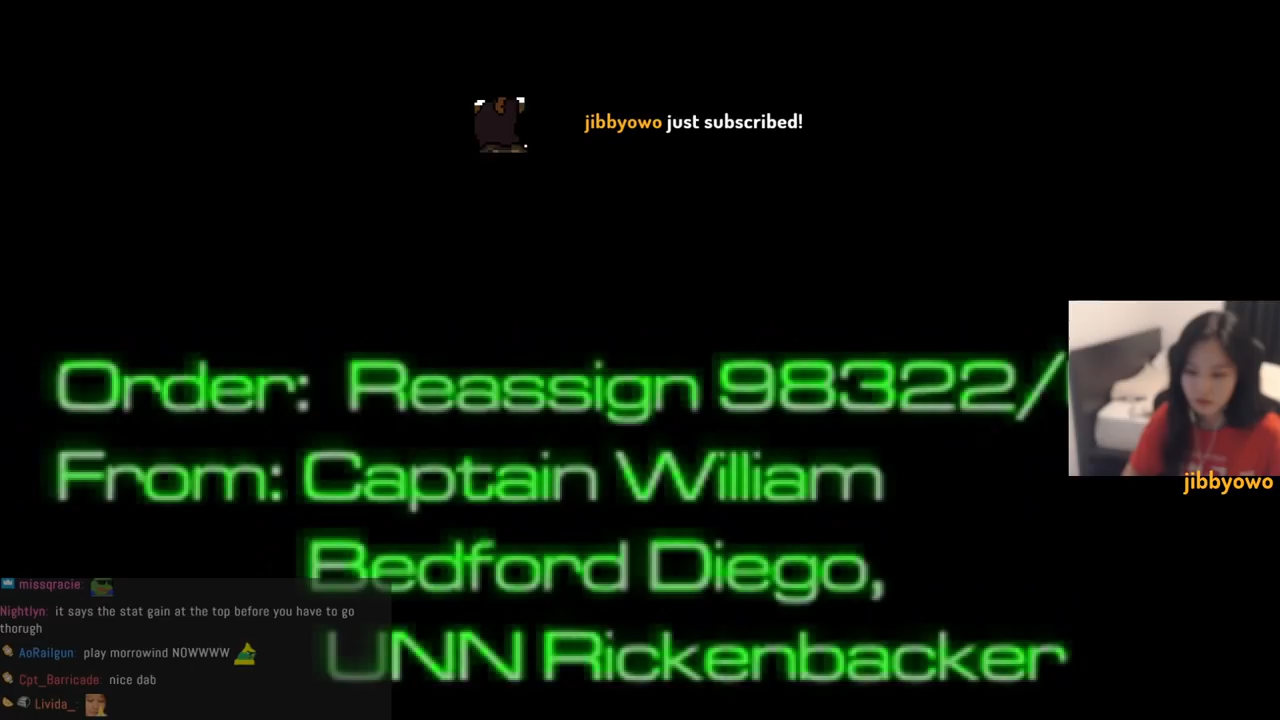 jibbyowo just subscribed!
Order: Reassign 98322/
From: Captain William
Bedford Diego,
UNN Rickenbacker
jibbyowo
missqracie:
Nightlyn: it says the stat gain at the top before you have to go
thorugh
AoRailgun: play morrowind NOWWWW
Cpt_Barricade: nice dab
Livida_: